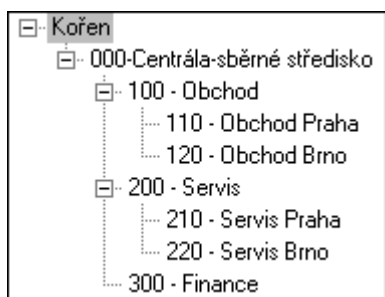 Kořen
000-Centrála-sběrné středisko
100 - Obchod
110 - Obchod Praha
120 - Obchod Brno
200 - Servis
210 - Servis Praha
220 - Servis Brno
300 - Finance